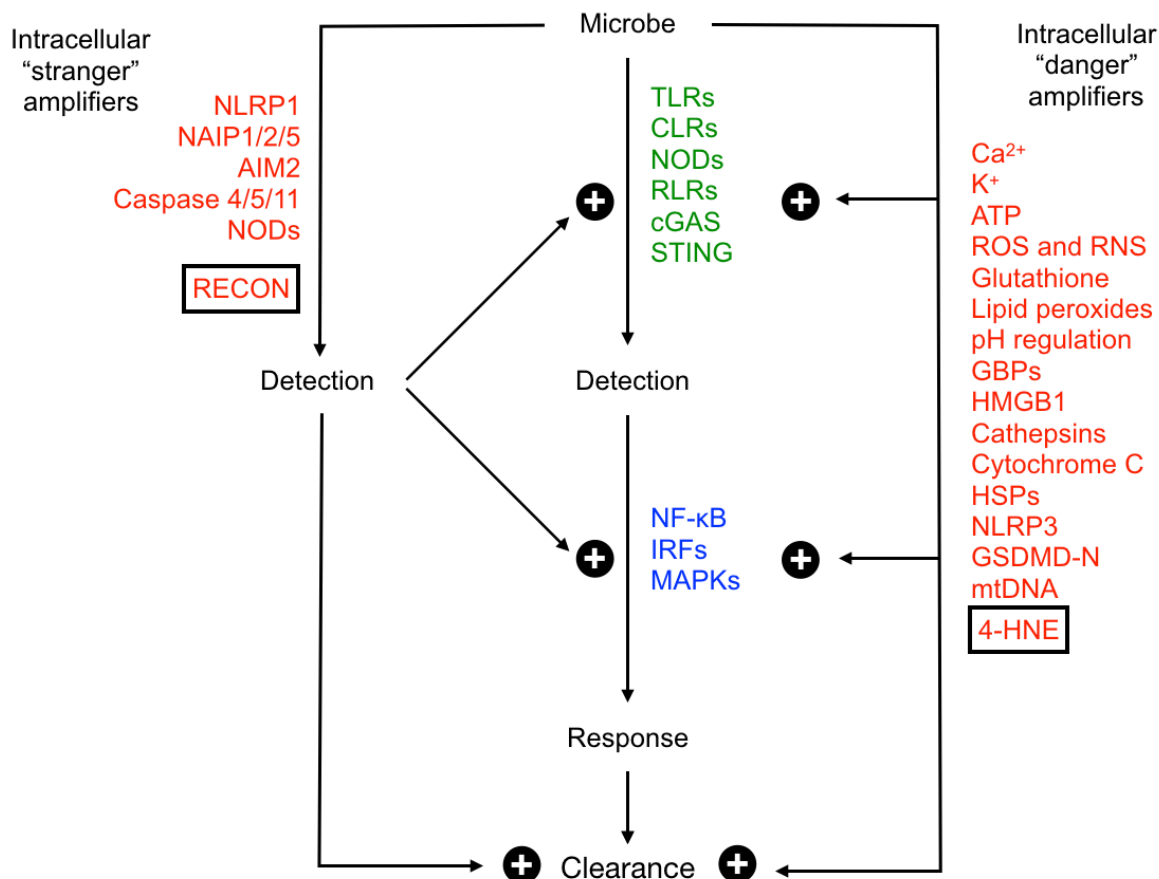 Microbe
Intracellular
“stranger”
amplifiers
NLRP1
NAIP1/2/5
AIM2
Caspase 4/5/11
NODs
RECON
Detection
TLRs
CLRs
NODs
RLRs
cGAS
STING
Detection
NF-κB
IRFs
MAPKs
Response
Clearance
Intracellular
“danger”
amplifiers
Ca²⁺
K⁺
ATP
ROS and RNS
Glutathione
Lipid peroxides
pH regulation
GBPs
HMGB1
Cathepsins
Cytochrome C
HSPs
NLRP3
GSDMD-N
mtDNA
4-HNE